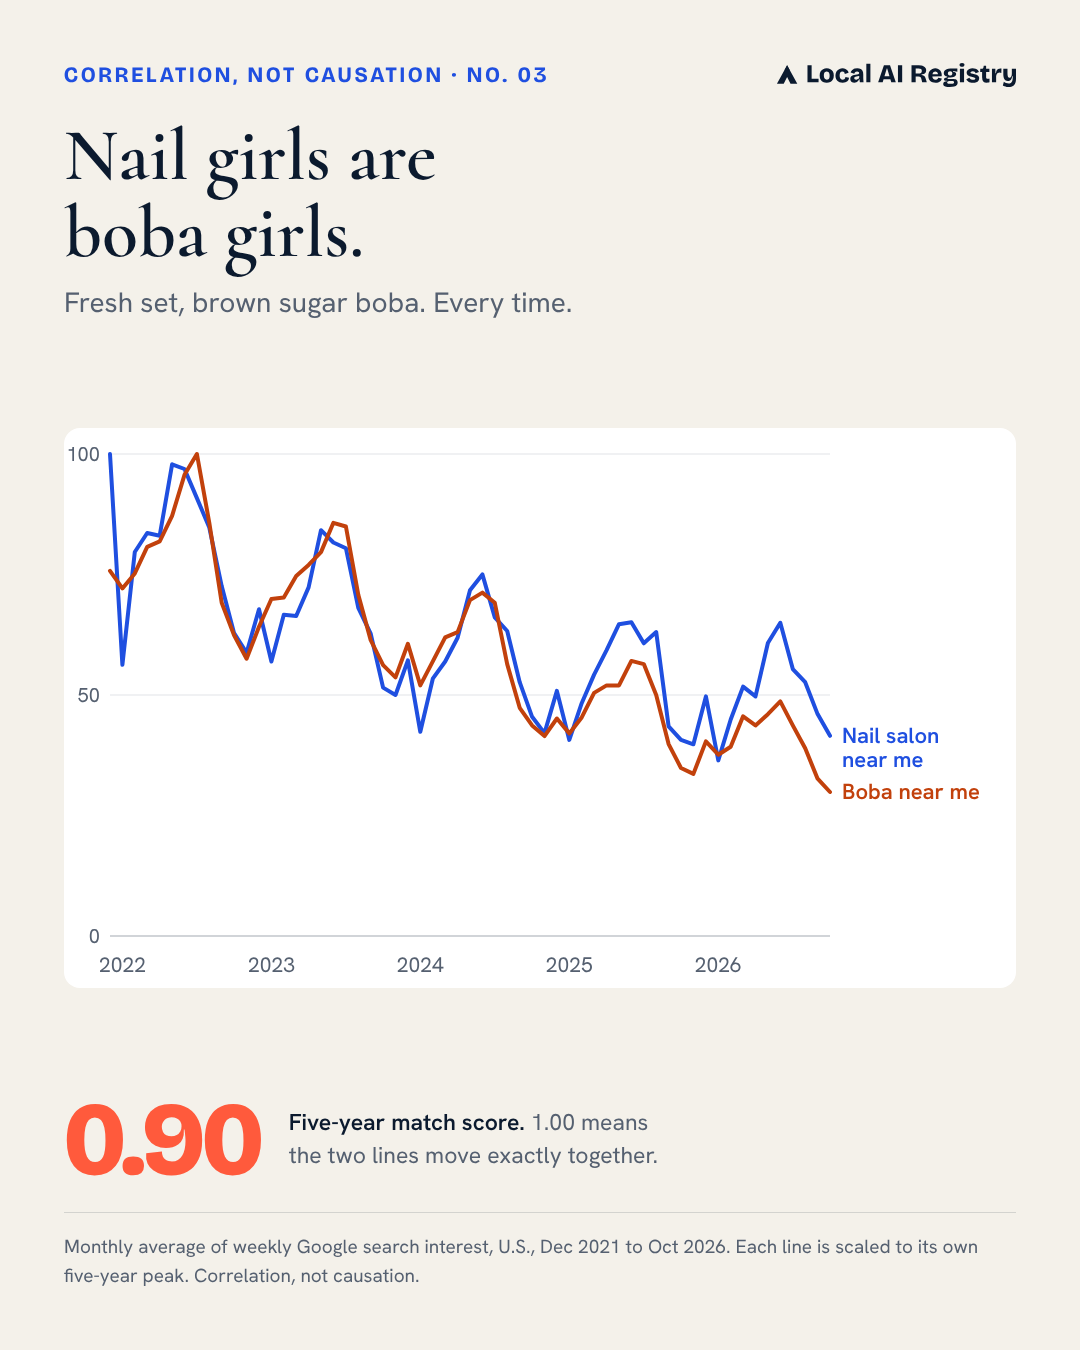 CORRELATION, NOT CAUSATION · NO. 03
Local AI Registry
Nail girls are
boba girls.
Fresh set, brown sugar boba. Every time.
100
50
0
2022
2023
2024
2025
2026
Nail salon
near me
Boba near me
0.90
Five-year match score. 1.00 means
the two lines move exactly together.
Monthly average of weekly Google search interest, U.S., Dec 2021 to Oct 2026. Each line is scaled to its own
five-year peak. Correlation, not causation.